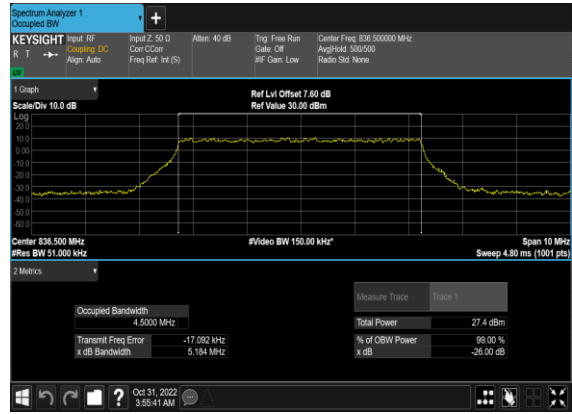 Spectrum Analyzer 1
Occupied BW
+
KEYSIGHT
R T
Input: RF
Coupling: DC
Align: Auto
Input Z: 50 Ω
Corr CCorr
Freq Ref: Int (S)
Atten: 40 dB
Trig: Free Run
Gate: Off
#IF Gain: Low
Center Freq: 836.500000 MHz
Avg|Hold: 500/500
Radio Std: None
1 Graph
Scale/Div 10.0 dB
Ref Lvl Offset 7.60 dB
Ref Value 30.00 dBm
Log
20.0
10.0
0.00
-10.0
-20.0
-30.0
-40.0
-50.0
-60.0
Center 836.500 MHz
#Res BW 51.000 kHz
#Video BW 150.00 kHz*
Span 10 MHz
Sweep 4.80 ms (1001 pts)
2 Metrics
Measure Trace
Trace 1
Occupied Bandwidth
4.5000 MHz
Total Power 27.4 dBm
Transmit Freq Error -17.092 kHz
% of OBW Power 99.00 %
x dB Bandwidth 5.184 MHz
x dB -26.00 dB
?
Oct 31, 2022
3:55:41 AM